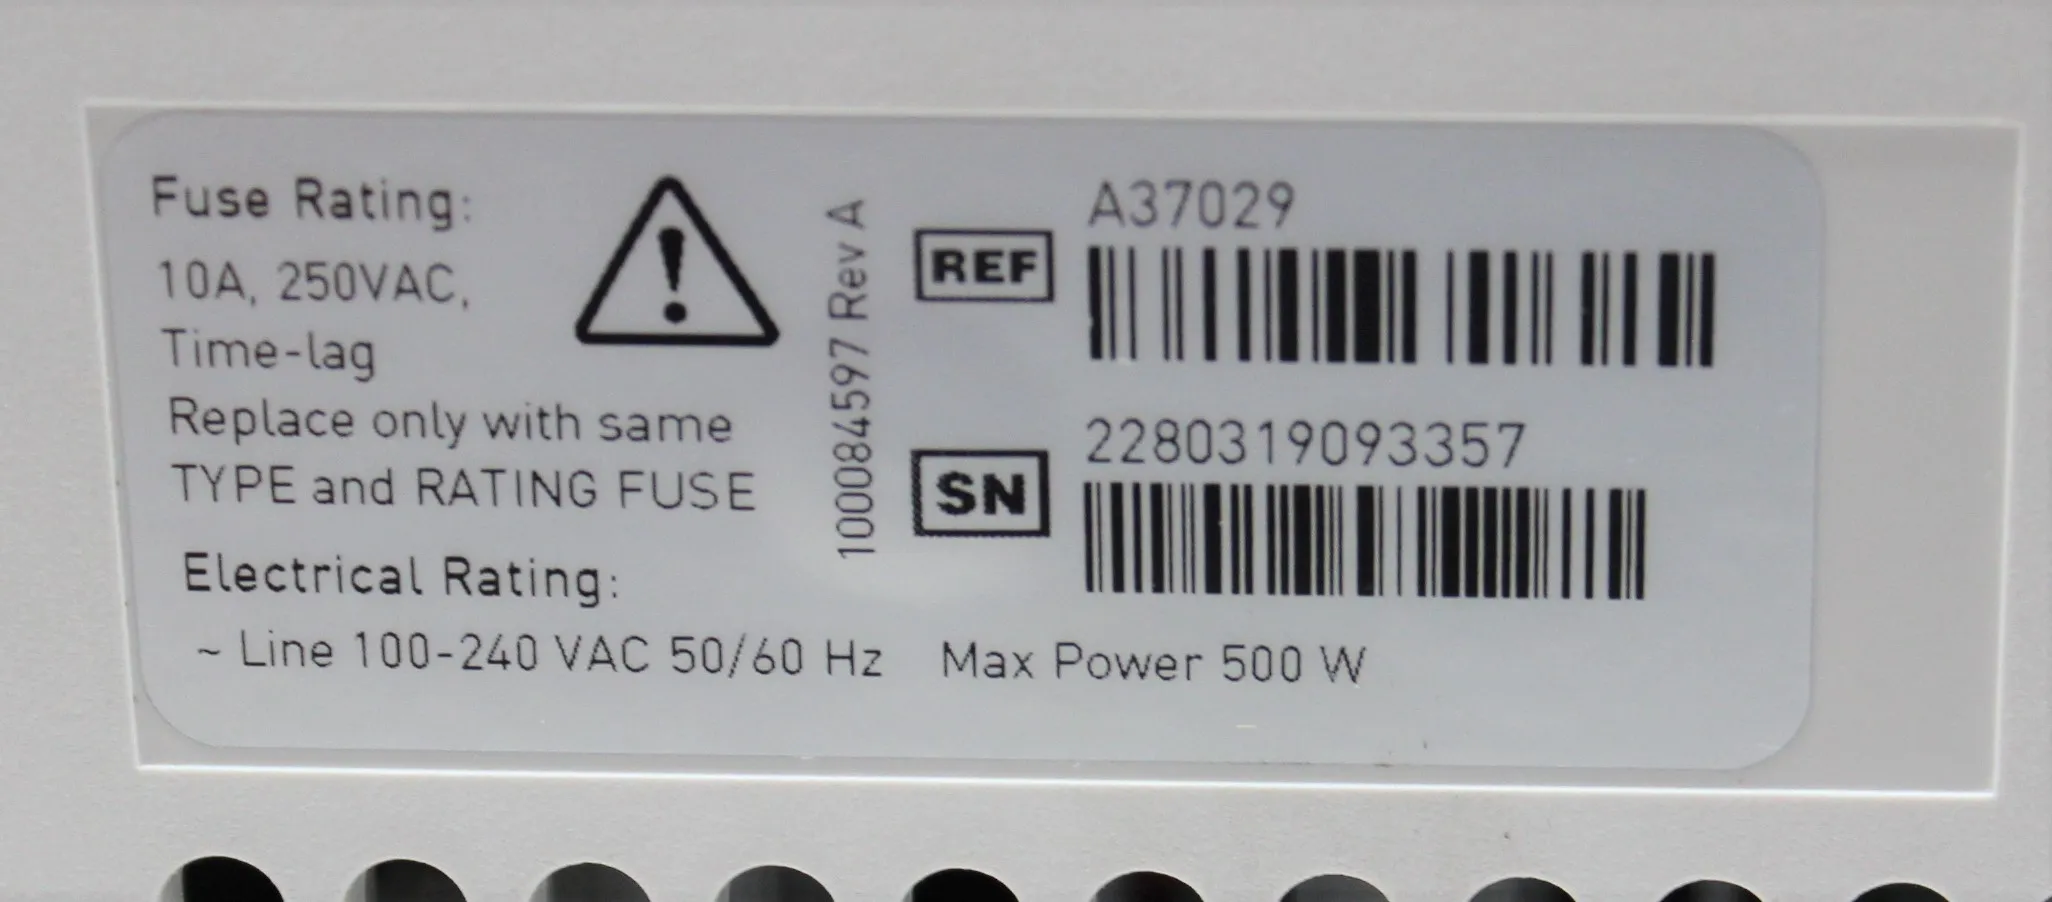 Fuse Rating:
10A, 250VAC,
Time-lag
Replace only with same
TYPE and RATING FUSE
Electrical Rating:
~ Line 100-240 VAC 50/60 Hz Max Power 500 W
100084597 Rev A
REF
A37029
SN
2280319093357